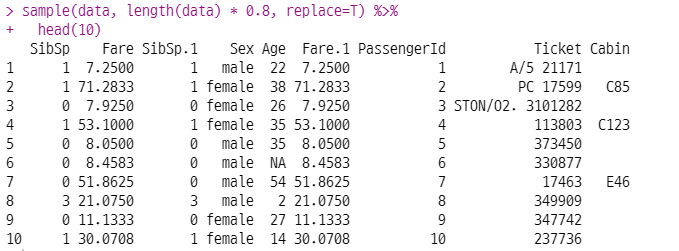 > sample(data, length(data) * 0.8, replace=T) %>%
+   head(10)
   SibSp    Fare SibSp.1    Sex Age  Fare.1 PassengerId           Ticket Cabin
1      1  7.2500       1   male  22  7.2500           1        A/5 21171
2      1 71.2833       1 female  38 71.2833           2         PC 17599   C85
3      0  7.9250       0 female  26  7.9250           3 STON/O2. 3101282
4      1 53.1000       1 female  35 53.1000           4           113803  C123
5      0  8.0500       0   male  35  8.0500           5           373450
6      0  8.4583       0   male  NA  8.4583           6           330877
7      0 51.8625       0   male  54 51.8625           7            17463   E46
8      3 21.0750       3   male   2 21.0750           8           349909
9      0 11.1333       0 female  27 11.1333           9           347742
10     1 30.0708       1 female  14 30.0708          10           237736